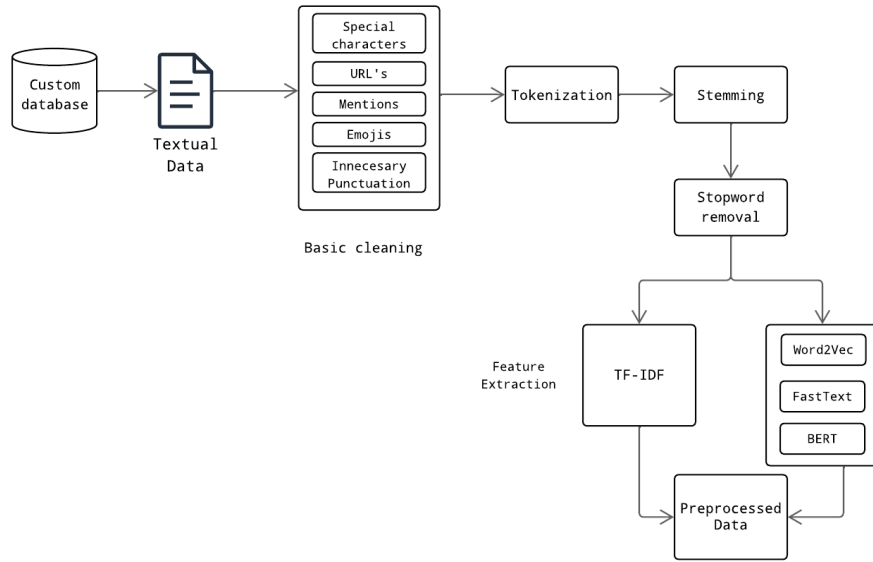 Custom
database
Textual
Data
Special
characters
URL's
Mentions
Emojis
Innecesary
Punctuation
Basic cleaning
Tokenization
Stemming
Stopword
removal
Feature
Extraction
TF-IDF
Word2Vec
FastText
BERT
Preprocessed
Data